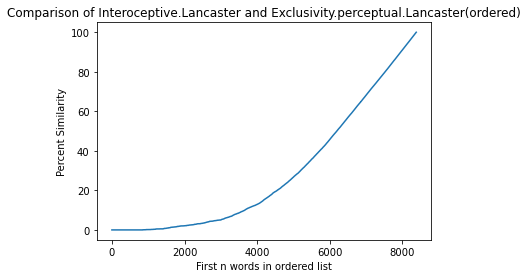 Comparison of Interoceptive.Lancaster and Exclusivity.perceptual.Lancaster(ordered)
100
80
60
40
20
0
Percent Similarity
0 2000 4000 6000 8000
First n words in ordered list